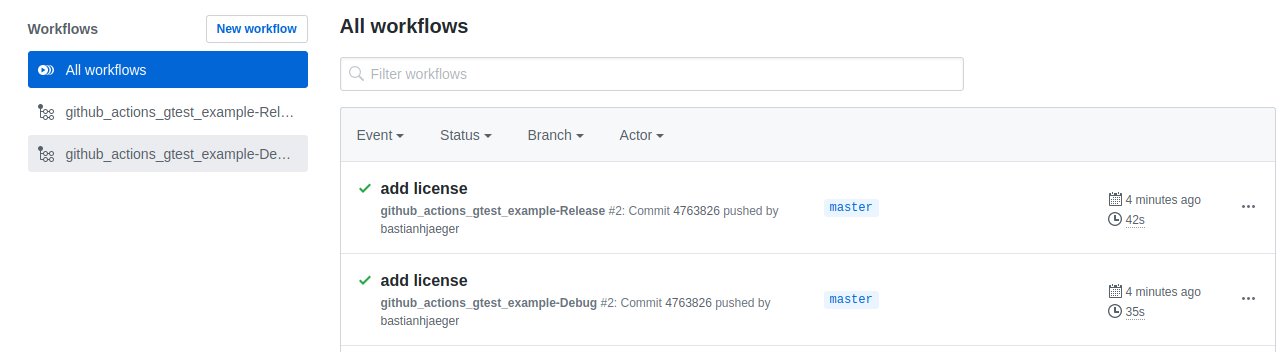 Workflows
New workflow
All workflows
github_actions_gtest_example-Rel…
github_actions_gtest_example-De…
All workflows
Filter workflows
Event Status Branch Actor
add license
github_actions_gtest_example-Release #2: Commit 4763826 pushed by
bastianhjaeger
master
4 minutes ago
42s
add license
github_actions_gtest_example-Debug #2: Commit 4763826 pushed by
bastianhjaeger
master
4 minutes ago
35s